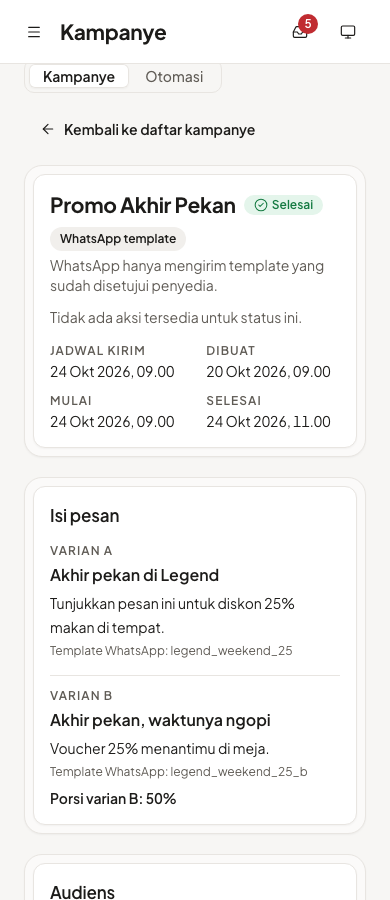 Kampanye
5
Kampanye
Otomasi
Kembali ke daftar kampanye
Promo Akhir Pekan
Selesai
WhatsApp template
WhatsApp hanya mengirim template yang
sudah disetujui penyedia.
Tidak ada aksi tersedia untuk status ini.
JADWAL KIRIM
24 Okt 2026, 09.00
DIBUAT
20 Okt 2026, 09.00
MULAI
24 Okt 2026, 09.00
SELESAI
24 Okt 2026, 11.00
Isi pesan
VARIAN A
Akhir pekan di Legend
Tunjukkan pesan ini untuk diskon 25%
makan di tempat.
Template WhatsApp: legend_weekend_25
VARIAN B
Akhir pekan, waktunya ngopi
Voucher 25% menantimu di meja.
Template WhatsApp: legend_weekend_25_b
Porsi varian B: 50%
Audiens